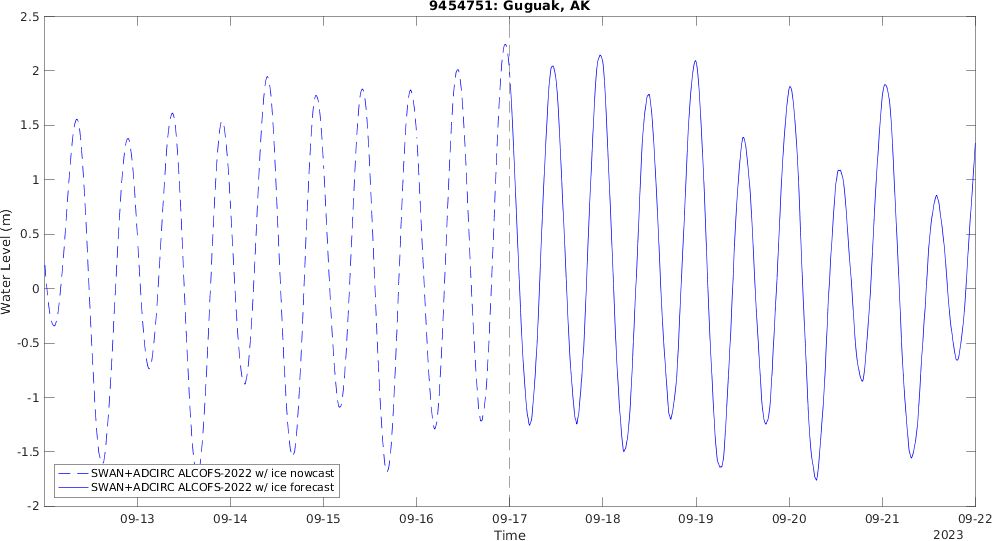 9454751: Guguak, AK
2.5
2
1.5
1
0.5
0
-0.5
-1
-1.5
-2
Water Level (m)
SWAN+ADCIRC ALCOFS-2022 w/ ice nowcast
SWAN+ADCIRC ALCOFS-2022 w/ ice forecast
09-13 09-14 09-15 09-16 09-17 09-18 09-19 09-20 09-21 09-22
Time
2023